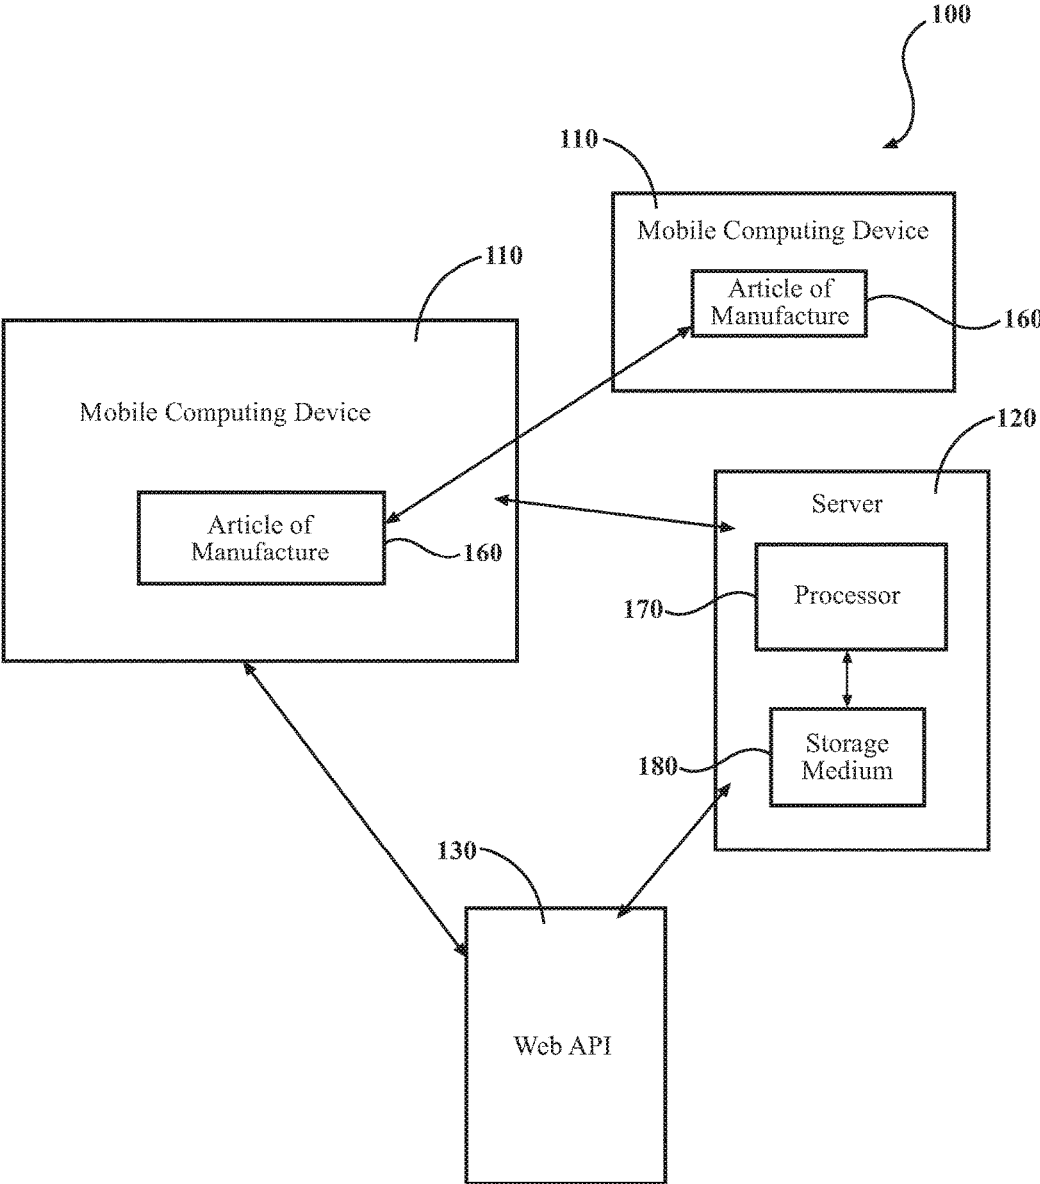 100
110
Mobile Computing Device
Article of
Manufacture
160
110
Mobile Computing Device
Article of
Manufacture
160
120
Server
170
Processor
180
Storage
Medium
130
Web API